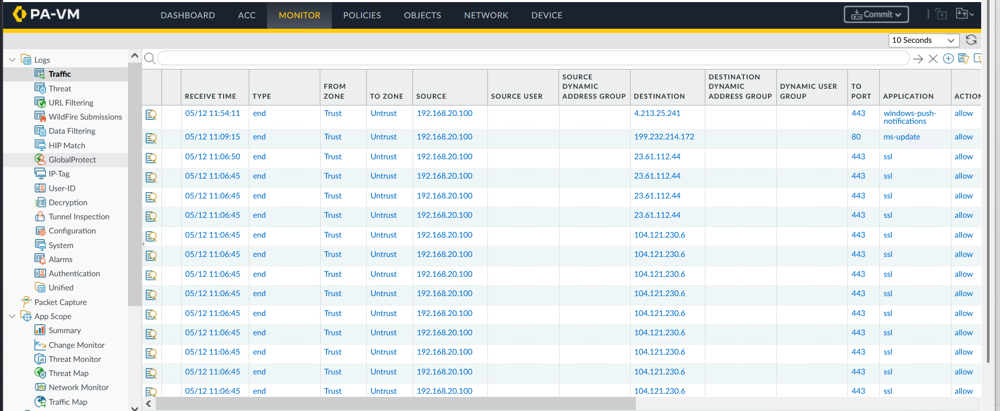 PA-VM DASHBOARD ACC MONITOR POLICIES OBJECTS NETWORK DEVICE Commit
10 Seconds
Logs
Traffic
Threat
URL Filtering
WildFire Submissions
Data Filtering
HIP Match
GlobalProtect
IP-Tag
User-ID
Decryption
Tunnel Inspection
Configuration
System
Alarms
Authentication
Unified
Packet Capture
App Scope
Summary
Change Monitor
Threat Monitor
Threat Map
Network Monitor
Traffic Map
RECEIVE TIME
TYPE
FROM
ZONE
TO ZONE
SOURCE
SOURCE USER
SOURCE
DYNAMIC
ADDRESS GROUP
DESTINATION
DESTINATION
DYNAMIC
ADDRESS GROUP
DYNAMIC USER
GROUP
TO
PORT
APPLICATION
ACTION
05/12 11:54:11 end Trust Untrust 192.168.20.100 4.213.25.241 443 windows-push- allow
notifications
05/12 11:09:15 end Trust Untrust 192.168.20.100 199.232.214.172 80 ms-update allow
05/12 11:06:50 end Trust Untrust 192.168.20.100 23.61.112.44 443 ssl allow
05/12 11:06:45 end Trust Untrust 192.168.20.100 23.61.112.44 443 ssl allow
05/12 11:06:45 end Trust Untrust 192.168.20.100 23.61.112.44 443 ssl allow
05/12 11:06:45 end Trust Untrust 192.168.20.100 23.61.112.44 443 ssl allow
05/12 11:06:45 end Trust Untrust 192.168.20.100 104.121.230.6 443 ssl allow
05/12 11:06:45 end Trust Untrust 192.168.20.100 104.121.230.6 443 ssl allow
05/12 11:06:45 end Trust Untrust 192.168.20.100 104.121.230.6 443 ssl allow
05/12 11:06:45 end Trust Untrust 192.168.20.100 104.121.230.6 443 ssl allow
05/12 11:06:45 end Trust Untrust 192.168.20.100 104.121.230.6 443 ssl allow
05/12 11:06:45 end Trust Untrust 192.168.20.100 104.121.230.6 443 ssl allow
05/12 11:06:45 end Trust Untrust 192.168.20.100 104.121.230.6 443 ssl allow
05/12 11:06:45 end Trust Untrust 192.168.20.100 104.121.230.6 443 ssl allow
05/12 11:06:45 end Trust Untrust 192.168.20.100 104.121.230.6 443 ssl allow